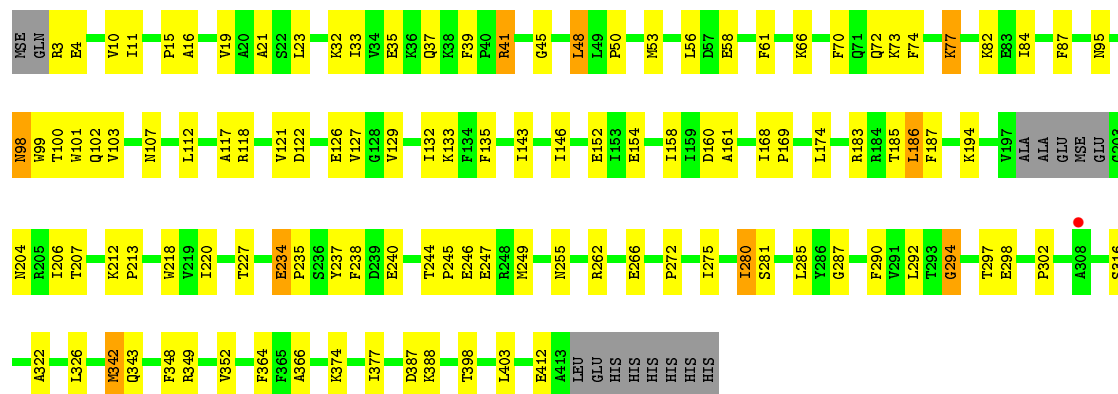 MSE GLN R3 E4 V10 I11 P15 A16 V19 A20 A21 S22 L23 K32 I33 V34 E35 K36 Q37 K38 F39 P40 R41 G45 L48 L49 P50 M53 L56 D57 E58 F61 K66 F70 Q71 Q72 K73 F74 K77 K82 E83 I84 F87 N95
N98 W99 T100 W101 Q102 V103 N107 L112 A117 R118 V121 D122 E126 V127 G128 V129 I132 K133 F134 F135 I143 I146 E152 I153 E154 I158 I159 D160 A161 I168 P169 L174 R183 R184 T185 L186 F187 K194 V197 ALA ALA GLU MSE GLU G203
N204 R205 I206 T207 K212 P213 W218 V219 I220 T227 E234 P235 S236 Y237 F238 D239 E240 T244 P245 E246 E247 R248 M249 N255 R262 E266 P272 I275 I280 S281 L285 Y286 G287 F290 V291 L292 T293 G294 T297 E298 P302 A308 S316
A322 L326 M342 Q343 F348 R349 V352 F364 F365 A366 K374 I377 D387 K388 T398 L403 E412 A413 LEU GLU HIS HIS HIS HIS HIS HIS